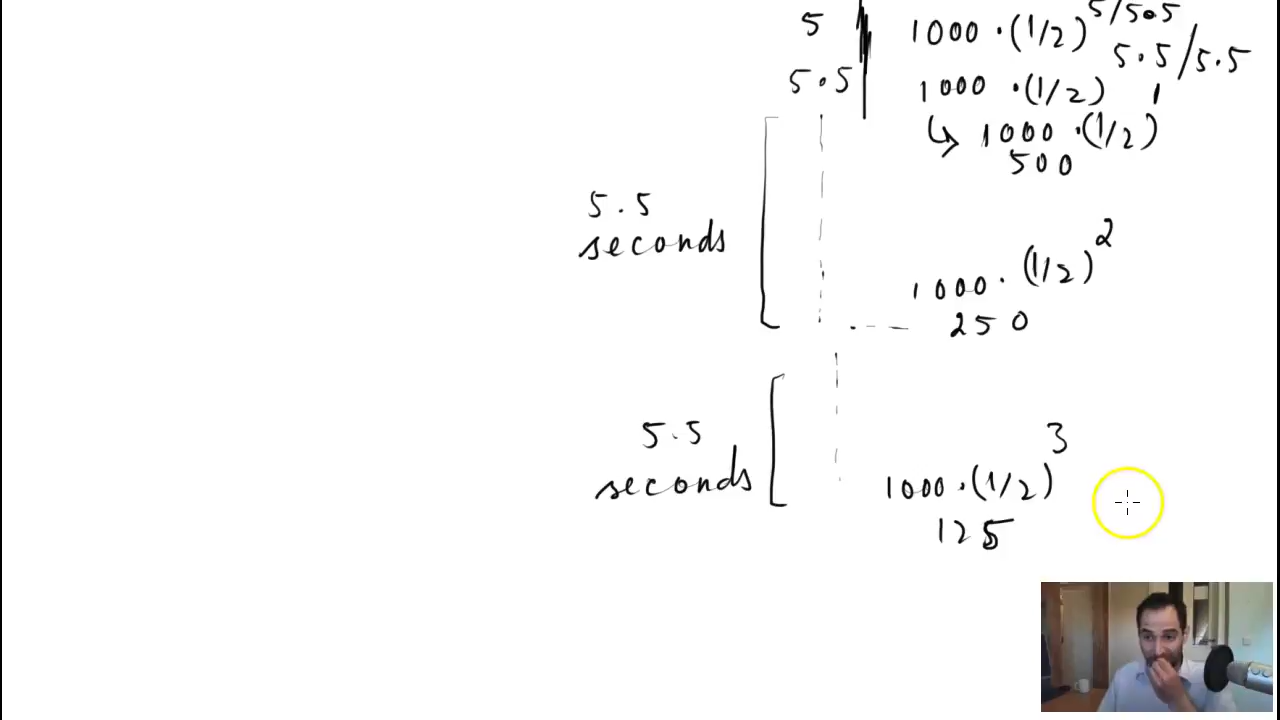 5 1000 · (1/2)^5/5.5
5.5 1000 · (1/2)^5.5/5.5
↳ 1000 · (1/2)^1
500
5.5
seconds
1000 · (1/2)^2
250
5.5
seconds
1000 · (1/2)^3
125